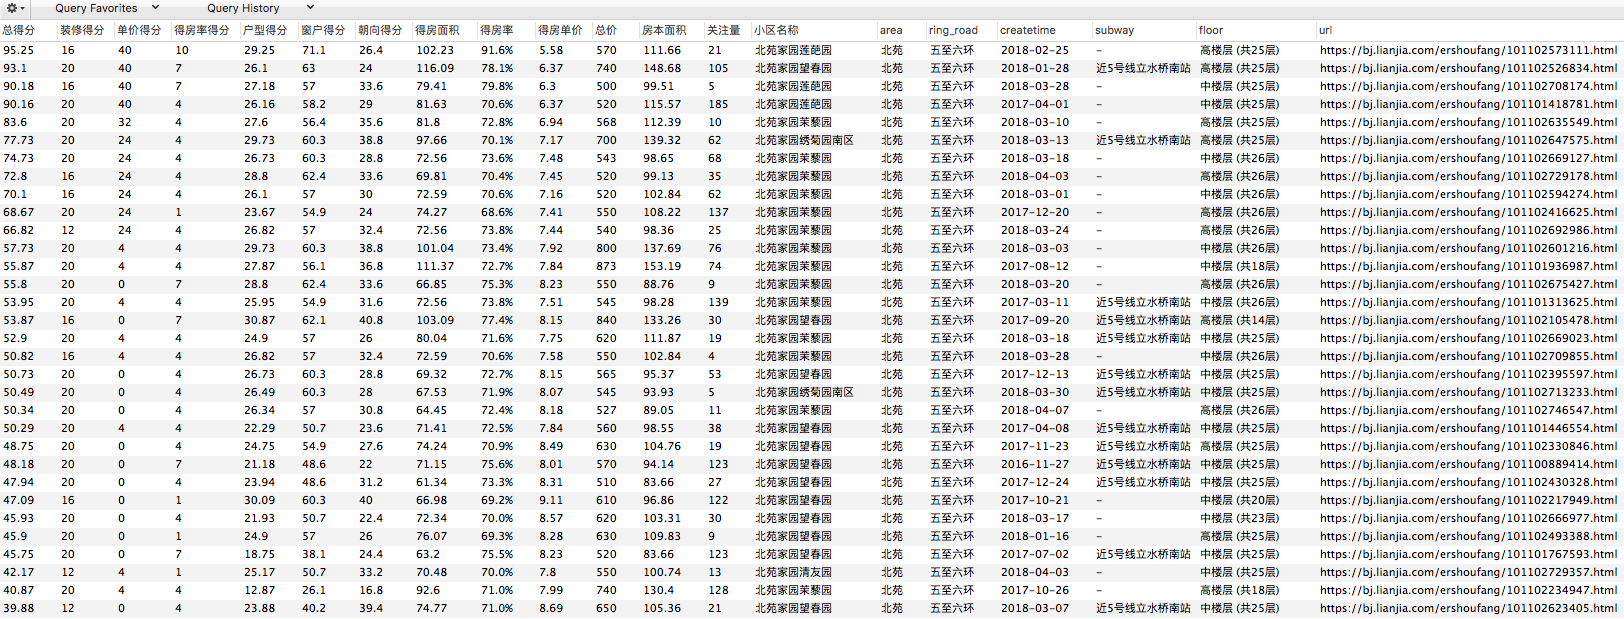 Query Favorites Query History
总得分 装修得分 单价得分 得房率得分 户型得分 窗户得分 朝向得分 得房面积 得房率 得房单价 总价 房本面积 关注量 小区名称 area ring_road createtime subway floor url
95.25 16 40 10 29.25 71.1 26.4 102.23 91.6% 5.58 570 111.66 21 北苑家园莲葩园 北苑 五至六环 2018-02-25 – 高楼层 (共25层) https://bj.lianjia.com/ershoufang/101102573111.html
93.1 20 40 7 26.1 63 24 116.09 78.1% 6.37 740 148.68 105 北苑家园望春园 北苑 五至六环 2018-01-28 近5号线立水桥南站 高楼层 (共25层) https://bj.lianjia.com/ershoufang/101102526834.html
90.18 16 40 7 27.18 57 33.6 79.41 79.8% 6.3 500 99.51 5 北苑家园莲葩园 北苑 五至六环 2018-03-28 – 中楼层 (共25层) https://bj.lianjia.com/ershoufang/101102708174.html
90.16 20 40 4 26.16 58.2 29 81.63 70.6% 6.37 520 115.57 185 北苑家园莲葩园 北苑 五至六环 2017-04-01 – 中楼层 (共25层) https://bj.lianjia.com/ershoufang/101101418781.html
83.6 20 32 4 27.6 56.4 35.6 81.8 72.8% 6.94 568 112.39 10 北苑家园茉藜园 北苑 五至六环 2018-03-10 – 高楼层 (共25层) https://bj.lianjia.com/ershoufang/101102635549.html
77.73 20 24 4 29.73 60.3 38.8 97.66 70.1% 7.17 700 139.32 62 北苑家园绣菊园南区 北苑 五至六环 2018-03-13 近5号线立水桥南站 高楼层 (共25层) https://bj.lianjia.com/ershoufang/101102647575.html
74.73 20 24 4 26.73 60.3 28.8 72.56 73.6% 7.48 543 98.65 68 北苑家园茉藜园 北苑 五至六环 2018-03-18 – 中楼层 (共26层) https://bj.lianjia.com/ershoufang/101102669127.html
72.8 16 24 4 28.8 62.4 33.6 69.81 70.4% 7.45 520 99.13 35 北苑家园茉藜园 北苑 五至六环 2018-04-03 – 高楼层 (共26层) https://bj.lianjia.com/ershoufang/101102729178.html
70.1 16 24 4 26.1 57 30 72.59 70.6% 7.16 520 102.84 62 北苑家园茉藜园 北苑 五至六环 2018-03-01 – 中楼层 (共26层) https://bj.lianjia.com/ershoufang/101102594274.html
68.67 20 24 1 23.67 54.9 24 74.27 68.6% 7.41 550 108.22 137 北苑家园茉藜园 北苑 五至六环 2017-12-20 – 高楼层 (共26层) https://bj.lianjia.com/ershoufang/101102416625.html
66.82 12 24 4 26.82 57 32.4 72.56 73.8% 7.44 540 98.36 25 北苑家园茉藜园 北苑 五至六环 2018-03-24 – 高楼层 (共26层) https://bj.lianjia.com/ershoufang/101102692986.html
57.73 20 4 4 29.73 60.3 38.8 101.04 73.4% 7.92 800 137.69 76 北苑家园茉藜园 北苑 五至六环 2018-03-03 – 中楼层 (共26层) https://bj.lianjia.com/ershoufang/101102601216.html
55.87 20 4 4 27.87 56.1 36.8 111.37 72.7% 7.84 873 153.19 74 北苑家园茉藜园 北苑 五至六环 2017-08-12 – 中楼层 (共18层) https://bj.lianjia.com/ershoufang/101101936987.html
55.8 20 0 7 28.8 62.4 33.6 66.85 75.3% 8.23 550 88.76 9 北苑家园茉藜园 北苑 五至六环 2018-03-20 – 高楼层 (共26层) https://bj.lianjia.com/ershoufang/101102675427.html
53.95 20 4 4 25.95 54.9 31.6 72.56 73.8% 7.51 545 98.28 139 北苑家园茉藜园 北苑 五至六环 2017-03-11 近5号线立水桥南站 中楼层 (共26层) https://bj.lianjia.com/ershoufang/101101313625.html
53.87 16 0 7 30.87 62.1 40.8 103.09 77.4% 8.15 840 133.26 30 北苑家园望春园 北苑 五至六环 2017-09-20 近5号线立水桥南站 高楼层 (共14层) https://bj.lianjia.com/ershoufang/101102105478.html
52.9 20 4 4 24.9 57 26 80.04 71.6% 7.75 620 111.87 19 北苑家园望春园 北苑 五至六环 2018-03-18 近5号线立水桥南站 中楼层 (共25层) https://bj.lianjia.com/ershoufang/101102669023.html
50.82 16 4 4 26.82 57 32.4 72.59 70.6% 7.58 550 102.84 4 北苑家园茉藜园 北苑 五至六环 2018-03-28 – 中楼层 (共26层) https://bj.lianjia.com/ershoufang/101102709855.html
50.73 20 0 4 26.73 60.3 28.8 69.32 72.7% 8.15 565 95.37 53 北苑家园望春园 北苑 五至六环 2017-12-13 近5号线立水桥南站 中楼层 (共25层) https://bj.lianjia.com/ershoufang/101102395597.html
50.49 20 0 4 26.49 60.3 28 67.53 71.9% 8.07 545 93.93 5 北苑家园绣菊园南区 北苑 五至六环 2018-03-30 近5号线立水桥南站 中楼层 (共25层) https://bj.lianjia.com/ershoufang/101102713233.html
50.34 20 0 4 26.34 57 30.8 64.45 72.4% 8.18 527 89.05 11 北苑家园茉藜园 北苑 五至六环 2018-04-07 – 高楼层 (共26层) https://bj.lianjia.com/ershoufang/101102746547.html
50.29 20 4 4 22.29 50.7 23.6 71.41 72.5% 7.84 560 98.55 38 北苑家园望春园 北苑 五至六环 2017-04-08 近5号线立水桥南站 中楼层 (共25层) https://bj.lianjia.com/ershoufang/101101446554.html
48.75 20 0 4 24.75 54.9 27.6 74.24 70.9% 8.49 630 104.76 19 北苑家园望春园 北苑 五至六环 2017-11-23 近5号线立水桥南站 高楼层 (共25层) https://bj.lianjia.com/ershoufang/101102330846.html
48.18 20 0 7 21.18 48.6 22 71.15 75.6% 8.01 570 94.14 123 北苑家园望春园 北苑 五至六环 2016-11-27 近5号线立水桥南站 中楼层 (共25层) https://bj.lianjia.com/ershoufang/101100889414.html
47.94 20 0 4 23.94 48.6 31.2 61.34 73.3% 8.31 510 83.66 27 北苑家园望春园 北苑 五至六环 2017-12-24 近5号线立水桥南站 中楼层 (共25层) https://bj.lianjia.com/ershoufang/101102430328.html
47.09 16 0 1 30.09 60.3 40 66.98 69.2% 9.11 610 96.86 122 北苑家园望春园 北苑 五至六环 2017-10-21 – 中楼层 (共20层) https://bj.lianjia.com/ershoufang/101102217949.html
45.93 20 0 4 21.93 50.7 22.4 72.34 70.0% 8.57 620 103.31 30 北苑家园望春园 北苑 五至六环 2018-03-17 – 中楼层 (共23层) https://bj.lianjia.com/ershoufang/101102666977.html
45.9 20 0 1 24.9 57 26 76.07 69.3% 8.28 630 109.83 9 北苑家园望春园 北苑 五至六环 2018-01-16 – 高楼层 (共25层) https://bj.lianjia.com/ershoufang/101102493388.html
45.75 20 0 7 18.75 38.1 24.4 63.2 75.5% 8.23 520 83.66 123 北苑家园望春园 北苑 五至六环 2017-07-02 近5号线立水桥南站 中楼层 (共25层) https://bj.lianjia.com/ershoufang/101101767593.html
42.17 12 4 1 25.17 50.7 33.2 70.48 70.0% 7.8 550 100.74 13 北苑家园清友园 北苑 五至六环 2018-04-03 – 中楼层 (共25层) https://bj.lianjia.com/ershoufang/101102729357.html
40.87 20 4 4 12.87 26.1 16.8 92.6 71.0% 7.99 740 130.4 128 北苑家园茉藜园 北苑 五至六环 2017-10-26 – 高楼层 (共18层) https://bj.lianjia.com/ershoufang/101102234947.html
39.88 12 0 4 23.88 40.2 39.4 74.77 71.0% 8.69 650 105.36 21 北苑家园望春园 北苑 五至六环 2018-03-07 近5号线立水桥南站 中楼层 (共25层) https://bj.lianjia.com/ershoufang/101102623405.html